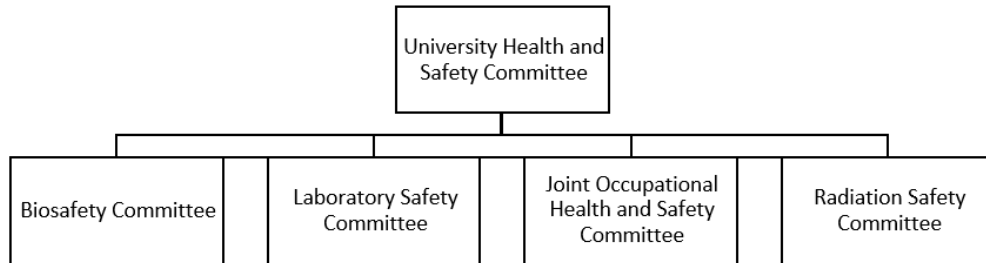 University Health and
Safety Committee
Biosafety Committee
Laboratory Safety
Committee
Joint Occupational
Health and Safety
Committee
Radiation Safety
Committee